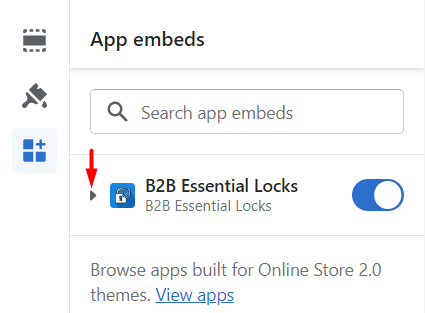 App embeds
Search app embeds
B2B Essential Locks
B2B Essential Locks
Browse apps built for Online Store 2.0
themes. View apps